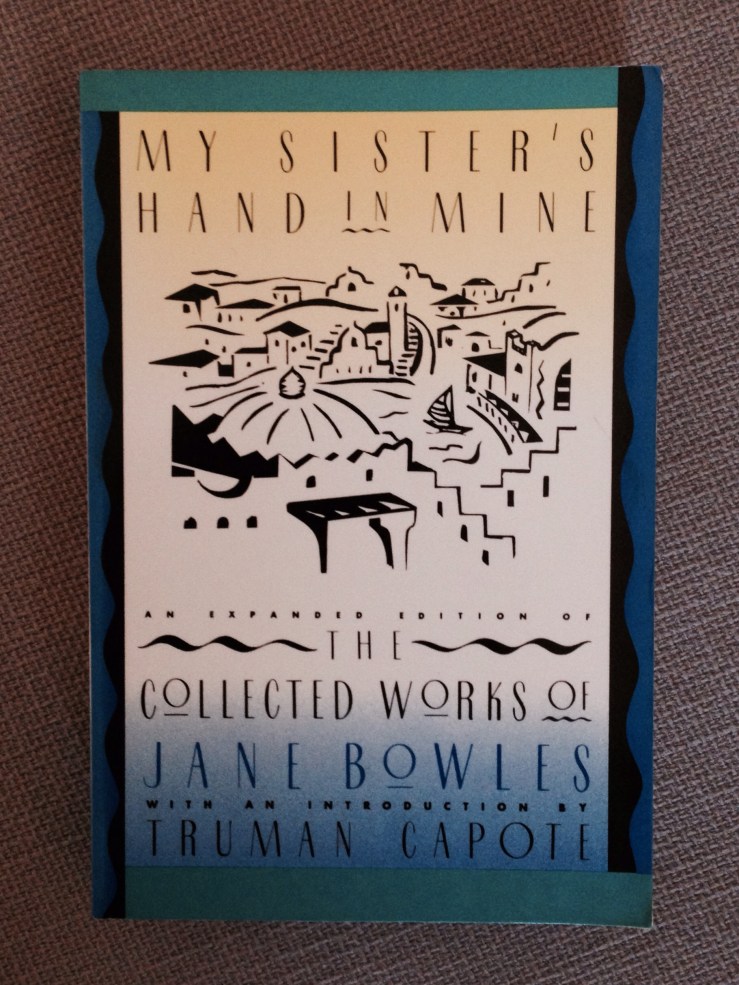 MY SISTER'S
HAND IN MINE
AN EXPANDED EDITION OF
THE
COLLECTED WORKS OF
JANE BOWLES
WITH AN INTRODUCTION BY
TRUMAN CAPOTE